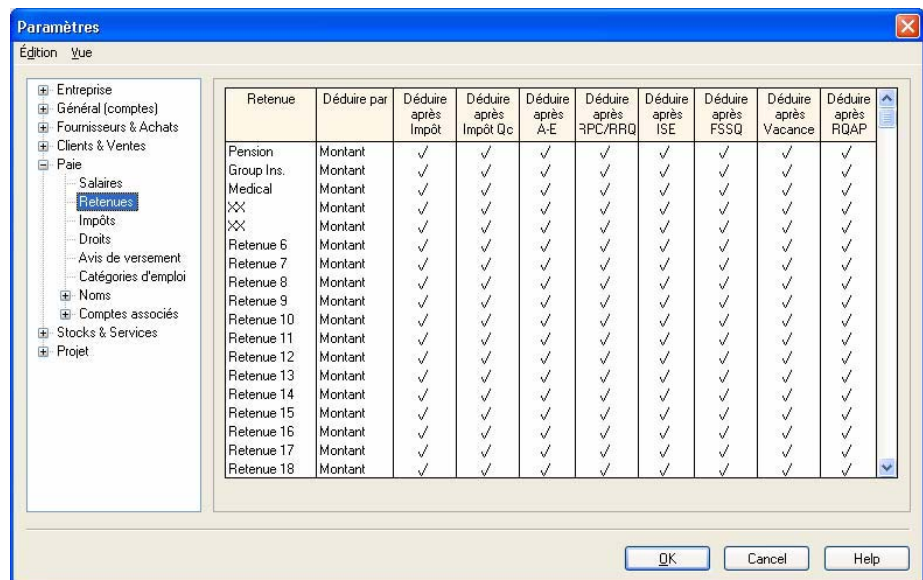 Paramètres
Édition Vue
Entreprise
Général (comptes)
Fournisseurs & Achats
Clients & Ventes
Paie
Salaires
Retenues
Impôts
Droits
Avis de versement
Catégories d'emploi
Noms
Comptes associés
Stocks & Services
Projet
Retenue Déduire par Déduire après Impôt Déduire après Impôt Qc Déduire après A-E Déduire après RPC/RRQ Déduire après ISE Déduire après FSSQ Déduire après Vacance Déduire après RQAP
Pension Montant ✓ ✓ ✓ ✓ ✓ ✓ ✓ ✓
Group Ins. Montant ✓ ✓ ✓ ✓ ✓ ✓ ✓ ✓
Medical Montant ✓ ✓ ✓ ✓ ✓ ✓ ✓ ✓
XX Montant ✓ ✓ ✓ ✓ ✓ ✓ ✓ ✓
XX Montant ✓ ✓ ✓ ✓ ✓ ✓ ✓ ✓
Retenue 6 Montant ✓ ✓ ✓ ✓ ✓ ✓ ✓ ✓
Retenue 7 Montant ✓ ✓ ✓ ✓ ✓ ✓ ✓ ✓
Retenue 8 Montant ✓ ✓ ✓ ✓ ✓ ✓ ✓ ✓
Retenue 9 Montant ✓ ✓ ✓ ✓ ✓ ✓ ✓ ✓
Retenue 10 Montant ✓ ✓ ✓ ✓ ✓ ✓ ✓ ✓
Retenue 11 Montant ✓ ✓ ✓ ✓ ✓ ✓ ✓ ✓
Retenue 12 Montant ✓ ✓ ✓ ✓ ✓ ✓ ✓ ✓
Retenue 13 Montant ✓ ✓ ✓ ✓ ✓ ✓ ✓ ✓
Retenue 14 Montant ✓ ✓ ✓ ✓ ✓ ✓ ✓ ✓
Retenue 15 Montant ✓ ✓ ✓ ✓ ✓ ✓ ✓ ✓
Retenue 16 Montant ✓ ✓ ✓ ✓ ✓ ✓ ✓ ✓
Retenue 17 Montant ✓ ✓ ✓ ✓ ✓ ✓ ✓ ✓
Retenue 18 Montant ✓ ✓ ✓ ✓ ✓ ✓ ✓ ✓
OK Cancel Help